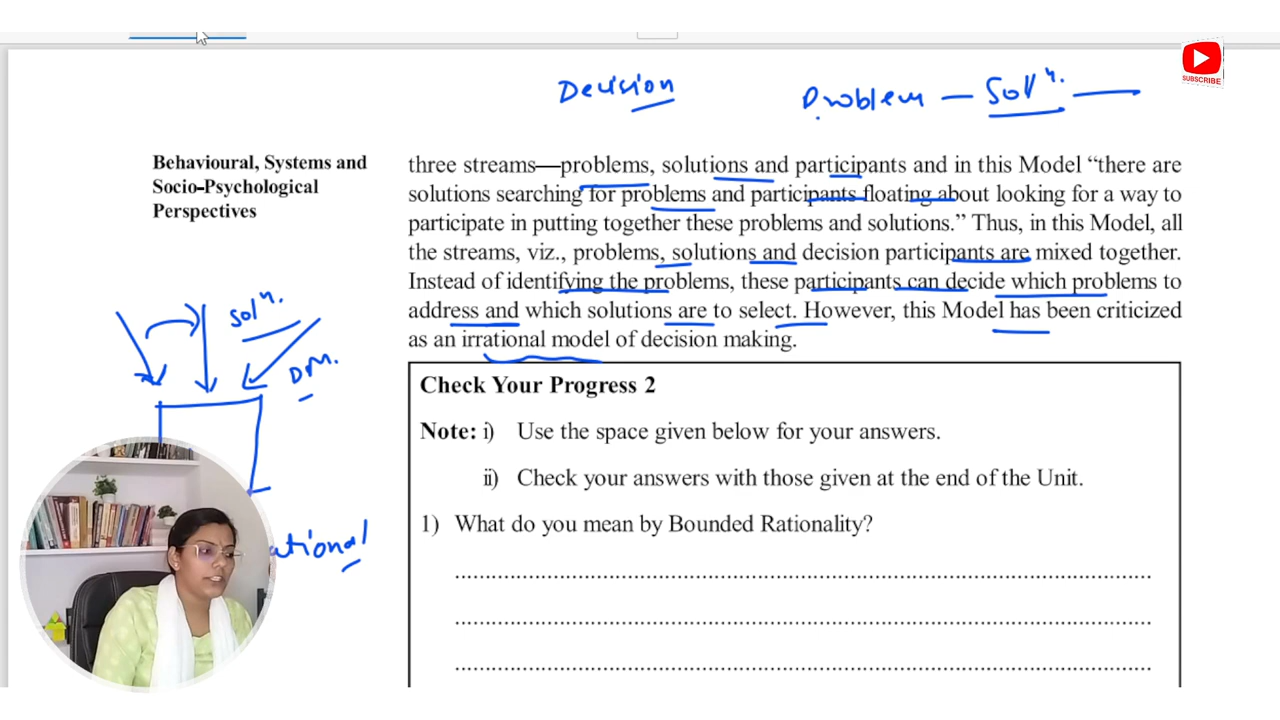 Decision
Problem — Solⁿ. —
SUBSCRIBE
Behavioural, Systems and
Socio-Psychological
Perspectives
three streams—problems, solutions and participants and in this Model “there are
solutions searching for problems and participants floating about looking for a way to
participate in putting together these problems and solutions.” Thus, in this Model, all
the streams, viz., problems, solutions and decision participants are mixed together.
Instead of identifying the problems, these participants can decide which problems to
address and which solutions are to select. However, this Model has been criticized
as an irrational model of decision making.
Solⁿ.
DM.
ational
Check Your Progress 2
Note: i) Use the space given below for your answers.
ii) Check your answers with those given at the end of the Unit.
1) What do you mean by Bounded Rationality?